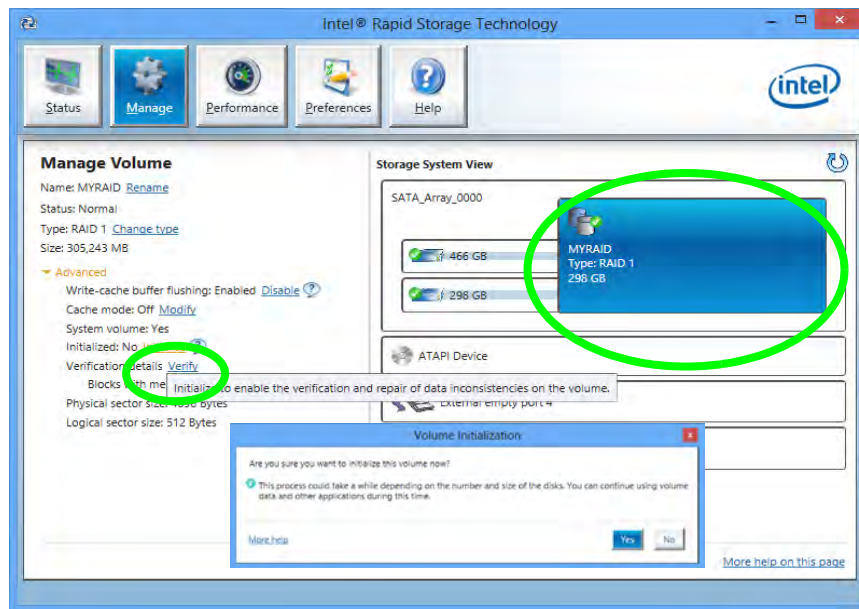 Intel® Rapid Storage Technology
Status
Manage
Performance
Preferences
Help
intel
Manage Volume
Name: MYRAID Rename
Status: Normal
Type: RAID 1 Change type
Size: 305,243 MB
Advanced
Write-cache buffer flushing: Enabled Disable ?
Cache mode: Off Modify
System volume: Yes
Initialized: No
Verification details Verify
Blocks with me
Initialize to enable the verification and repair of data inconsistencies on the volume.
Physical sector size: 4096 Bytes
Logical sector size: 512 Bytes
Storage System View
SATA_Array_0000
466 GB
298 GB
MYRAID
Type: RAID 1
298 GB
ATAPI Device
External empty port 4
Volume Initialization
Are you sure you want to initialize this volume now?
This process could take a while depending on the number and size of the disks. You can continue using volume
data and other applications during this time.
More help
Yes
No
More help on this page